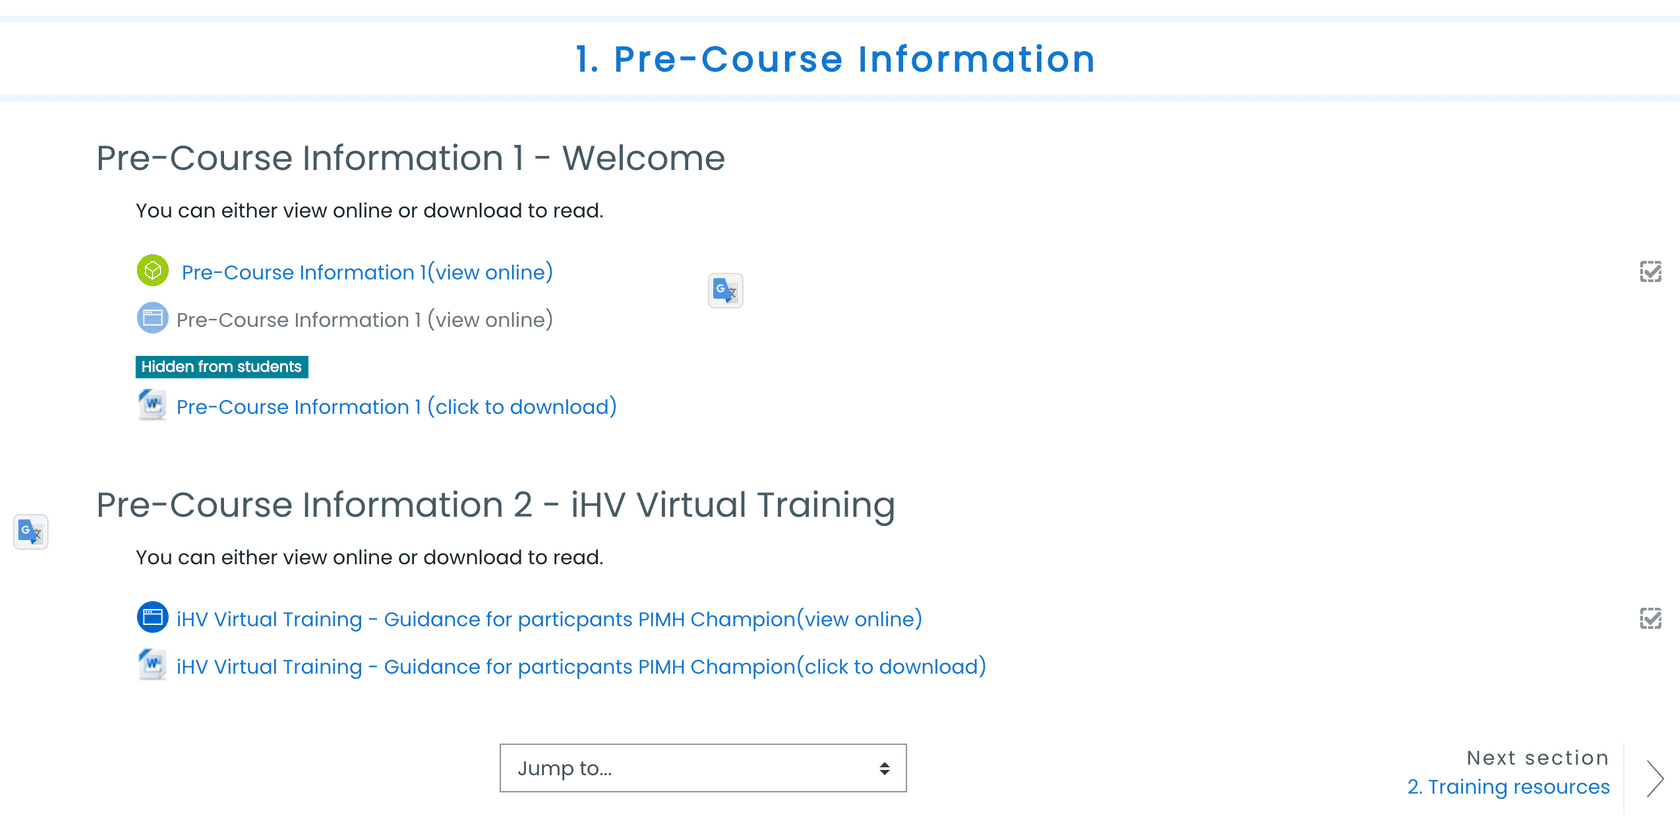 1. Pre-Course Information
Pre-Course Information 1 - Welcome
You can either view online or download to read.
Pre-Course Information 1(view online)
Pre-Course Information 1 (view online)
Hidden from students
Pre-Course Information 1 (click to download)
Pre-Course Information 2 - iHV Virtual Training
You can either view online or download to read.
iHV Virtual Training - Guidance for particpants PIMH Champion(view online)
iHV Virtual Training - Guidance for particpants PIMH Champion(click to download)
Jump to...
Next section
2. Training resources